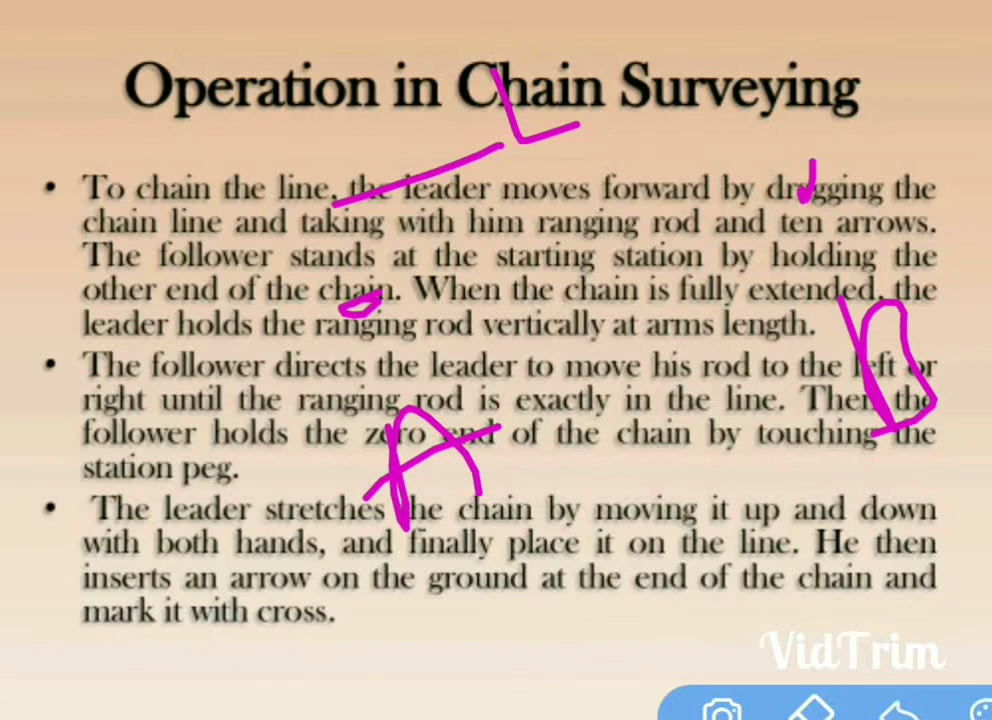 Operation in Chain Surveying
• To chain the line, the leader moves forward by dragging the
chain line and taking with him ranging rod and ten arrows.
The follower stands at the starting station by holding the
other end of the chain. When the chain is fully extended, the
leader holds the ranging rod vertically at arms length.
• The follower directs the leader to move his rod to the left or
right until the ranging rod is exactly in the line. Then the
follower holds the zero end of the chain by touching the
station peg.
• The leader stretches the chain by moving it up and down
with both hands, and finally place it on the line. He then
inserts an arrow on the ground at the end of the chain and
mark it with cross.
L
A
D
VidTrim